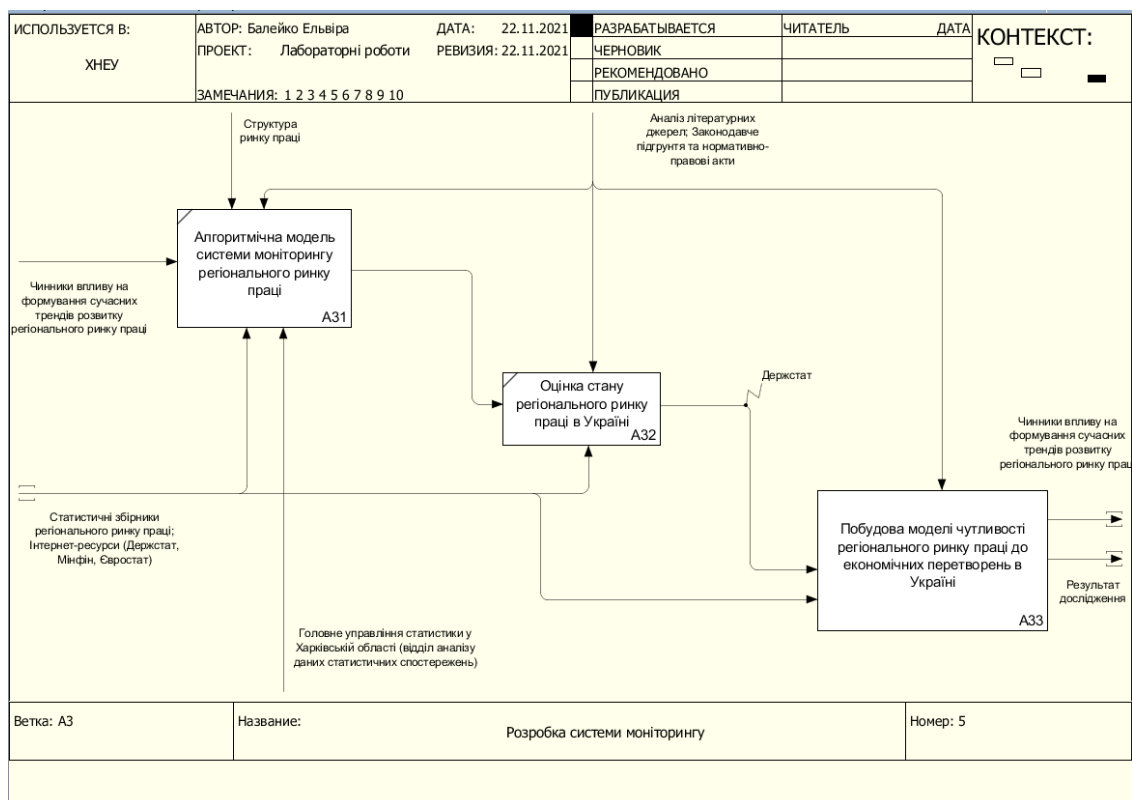 ИСПОЛЬЗУЕТСЯ В:
ХНЕУ
АВТОР: Балейко Ельвіра
ДАТА: 22.11.2021
ПРОЕКТ: Лабораторні роботи
РЕВИЗИЯ: 22.11.2021
ЗАМЕЧАНИЯ: 1 2 3 4 5 6 7 8 9 10
РАЗРАБАТЫВАЕТСЯ
ЧЕРНОВИК
РЕКОМЕНДОВАНО
ПУБЛИКАЦИЯ
ЧИТАТЕЛЬ
ДАТА
КОНТЕКСТ:
Структура
ринку праці
Аналіз літературних
джерел; Законодавче
підгрунтя та нормативно-
правові акти
Алгоритмічна модель
системи моніторингу
регіонального ринку
праці
А31
Чинники впливу на
формування сучасних
трендів розвитку
регіонального ринку праці
Оцінка стану
регіонального ринку
праці в Україні
А32
Держстат
Чинники впливу на
формування сучасних
трендів розвитку
регіонального ринку прац
Статистичні збірники
регіонального ринку праці;
Інтернет-ресурси (Держстат,
Мінфін, Євростат)
Побудова моделі чутливості
регіонального ринку праці до
економічних перетворень в
Україні
А33
Результат
дослідження
Головне управління статистики у
Харківській області (відділ аналізу
даних статистичних спостережень)
Ветка: А3
Название:
Розробка системи моніторингу
Номер: 5